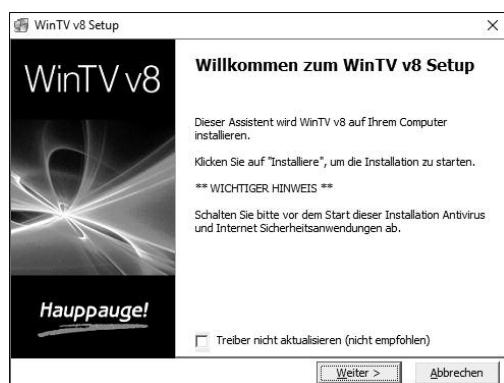 WinTV v8 Setup
WinTV v8
Willkommen zum WinTV v8 Setup
Dieser Assistent wird WinTV v8 auf Ihrem Computer
installieren.
Klicken Sie auf "Installiere", um die Installation zu starten.
** WICHTIGER HINWEIS **
Schalten Sie bitte vor dem Start dieser Installation Antivirus
und Internet Sicherheitsanwendungen ab.
Hauppauge!
Treiber nicht aktualisieren (nicht empfohlen)
Weiter >
Abbrechen